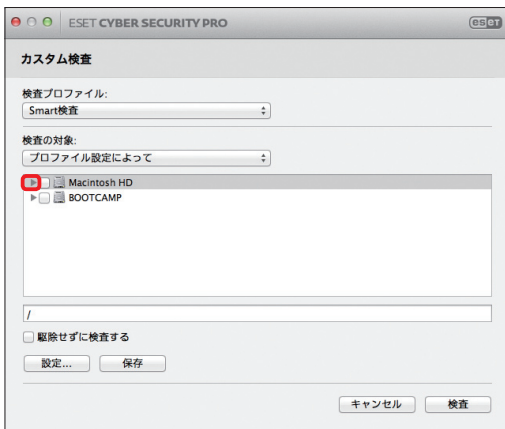 ESET CYBER SECURITY PRO
eset
カスタム検査
検査プロファイル:
Smart検査
検査の対象:
プロファイル設定によって
Macintosh HD
BOOTCAMP
/
駆除せずに検査する
設定... 保存
キャンセル 検査